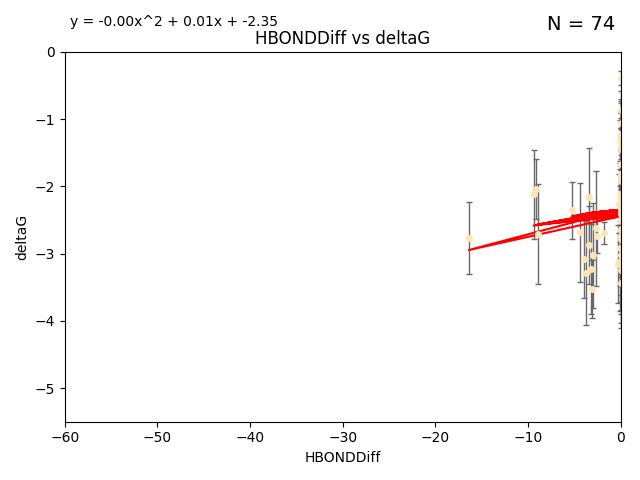 y = -0.00x^2 + 0.01x + -2.35
N = 74
HBONDDiff vs deltaG
0
−1
−2
−3
−4
−5
deltaG
−60 −50 −40 −30 −20 −10 0
HBONDDiff